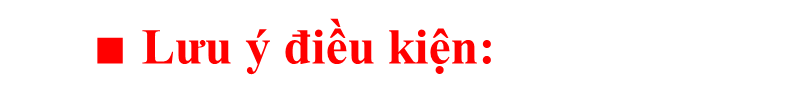 ■ Lưu ý điều kiện: